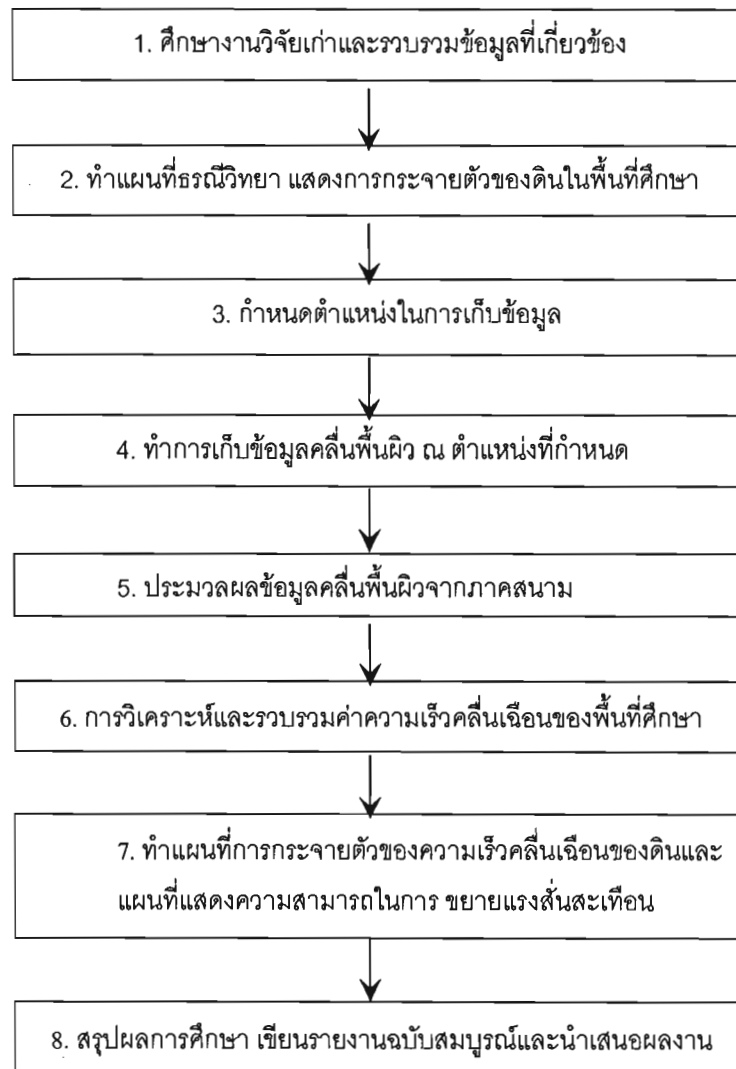 1. ศึกษางานวิจัยเก่าและรวบรวมข้อมูลที่เกี่ยวข้อง
2. ทำแผนที่ธรณีวิทยา แสดงการกระจายตัวของดินในพื้นที่ศึกษา
3. กำหนดตำแหน่งในการเก็บข้อมูล
4. ทำการเก็บข้อมูลคลื่นพื้นผิว ณ ตำแหน่งที่กำหนด
5. ประมวลผลข้อมูลคลื่นพื้นผิวจากภาคสนาม
6. การวิเคราะห์และรวบรวมค่าความเร็วคลื่นเฉือนของพื้นที่ศึกษา
7. ทำแผนที่การกระจายตัวของความเร็วคลื่นเฉือนของดินและ
แผนที่แสดงความสามารถในการ ขยายแรงสั่นสะเทือน
8. สรุปผลการศึกษา เขียนรายงานฉบับสมบูรณ์และนำเสนอผลงาน